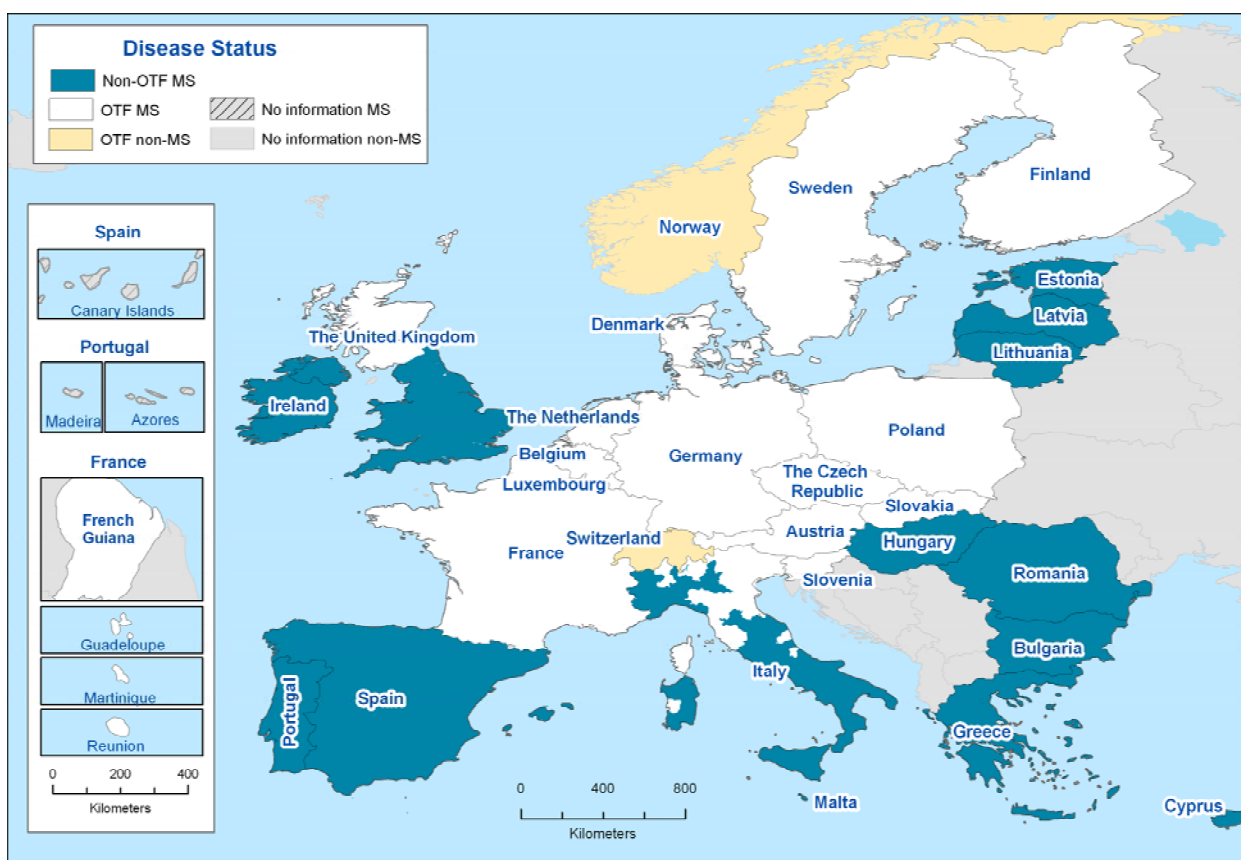 Disease Status
Non-OTF MS
OTF MS
No information MS
OTF non-MS
No information non-MS
Spain
Canary Islands
Portugal
Madeira
Azores
France
French
Guiana
Guadeloupe
Martinique
Reunion
0 200 400
Kilometers
Finland
Sweden
Norway
Estonia
Latvia
Lithuania
Denmark
The United Kingdom
Ireland
The Netherlands
Belgium
Luxembourg
Germany
Poland
The Czech
Republic
Slovakia
Austria
Hungary
Switzerland
France
Slovenia
Romania
Bulgaria
Italy
Spain
Portugal
Greece
Malta
Cyprus
0 400 800
Kilometers